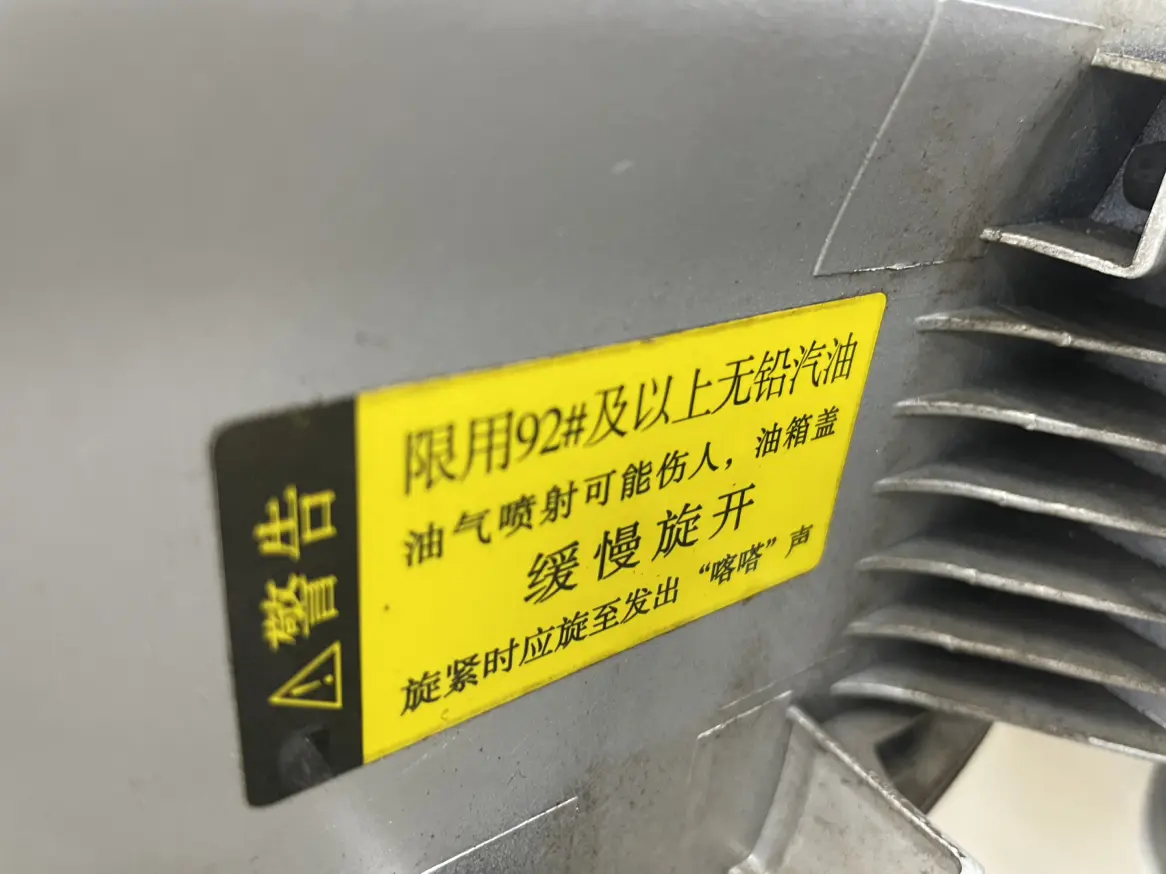 警告
限用92#及以上无铅汽油
油气喷射可能伤人，油箱盖
缓慢旋开
旋紧时应旋至发出“喀嗒”声